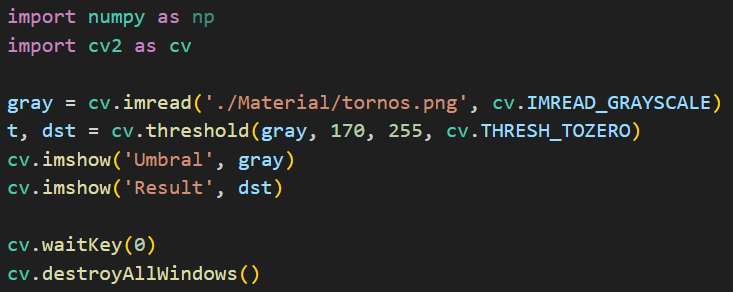 import numpy as np
import cv2 as cv
gray = cv.imread('./Material/tornos.png', cv.IMREAD_GRAYSCALE)
t, dst = cv.threshold(gray, 170, 255, cv.THRESH_TOZERO)
cv.imshow('Umbral', gray)
cv.imshow('Result', dst)
cv.waitKey(0)
cv.destroyAllWindows()